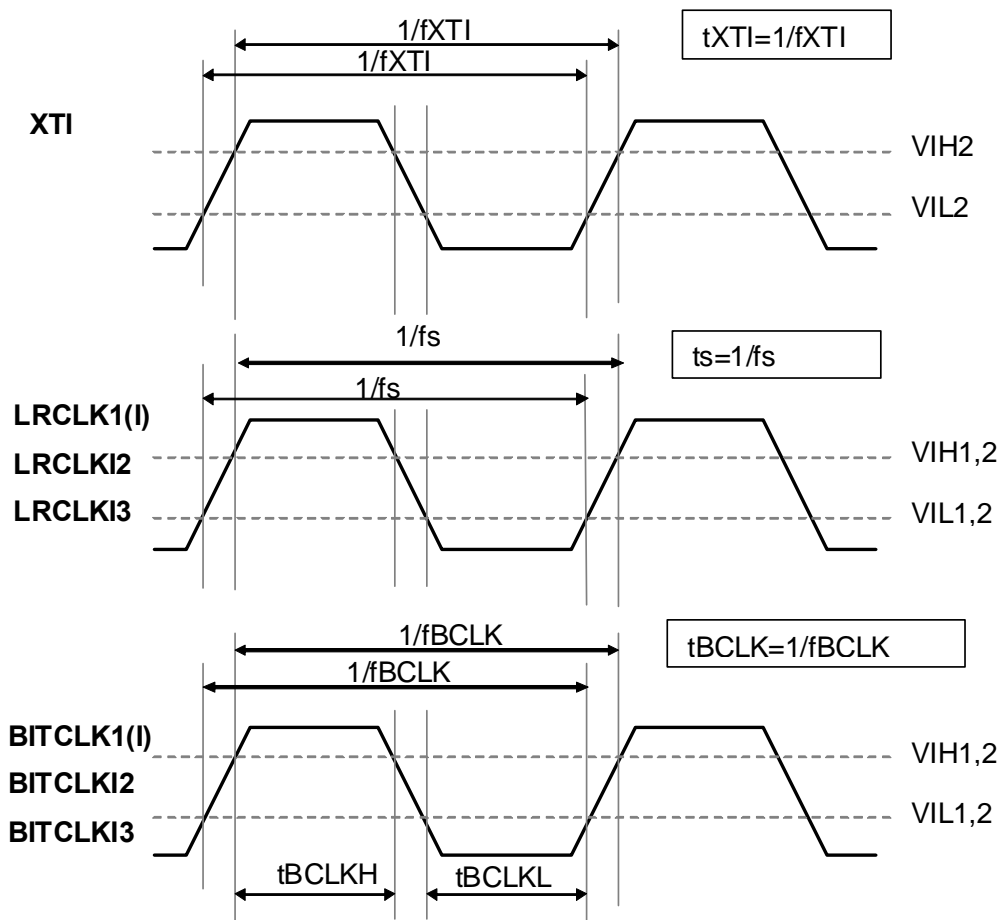 1/fXTI
tXTI=1/fXTI
1/fXTI
XTI
VIH2
VIL2
1/fs
ts=1/fs
1/fs
LRCLK1(I)
LRCLKI2
VIH1,2
LRCLKI3
VIL1,2
1/fBCLK
tBCLK=1/fBCLK
1/fBCLK
BITCLK1(I)
VIH1,2
BITCLKI2
VIL1,2
BITCLKI3
tBCLKH
tBCLKL